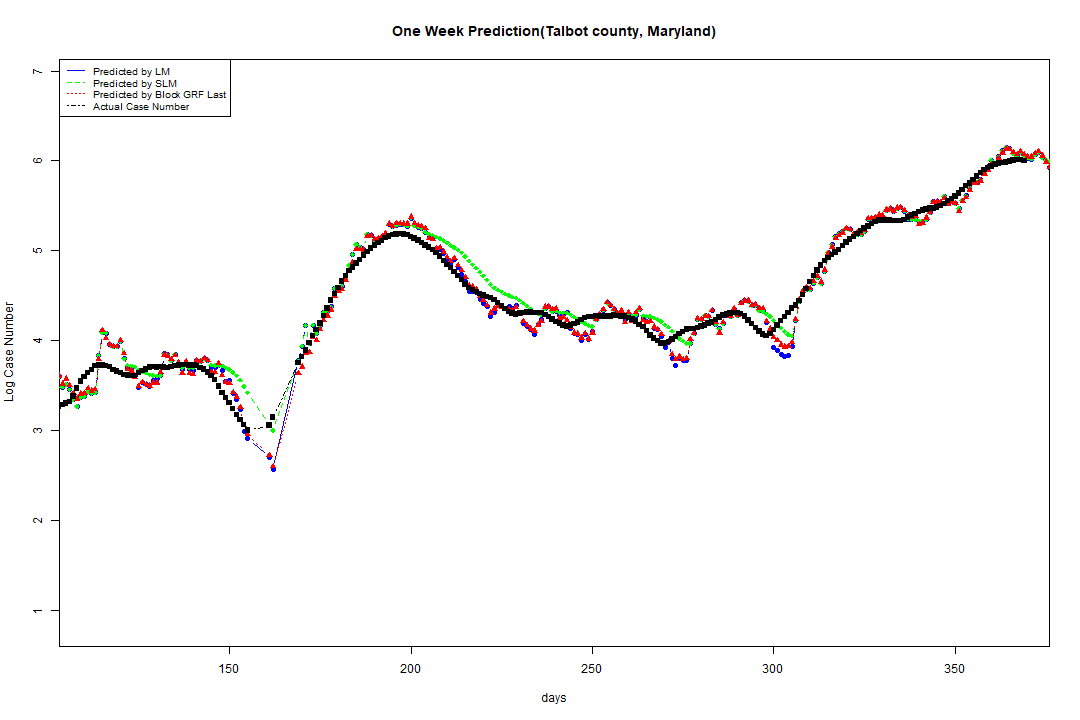 One Week Prediction(Talbot county, Maryland)
Predicted by LM
Predicted by SLM
Predicted by Block GRF Last
Actual Case Number
7
6
5
4
3
2
1
Log Case Number
150 200 250 300 350
days